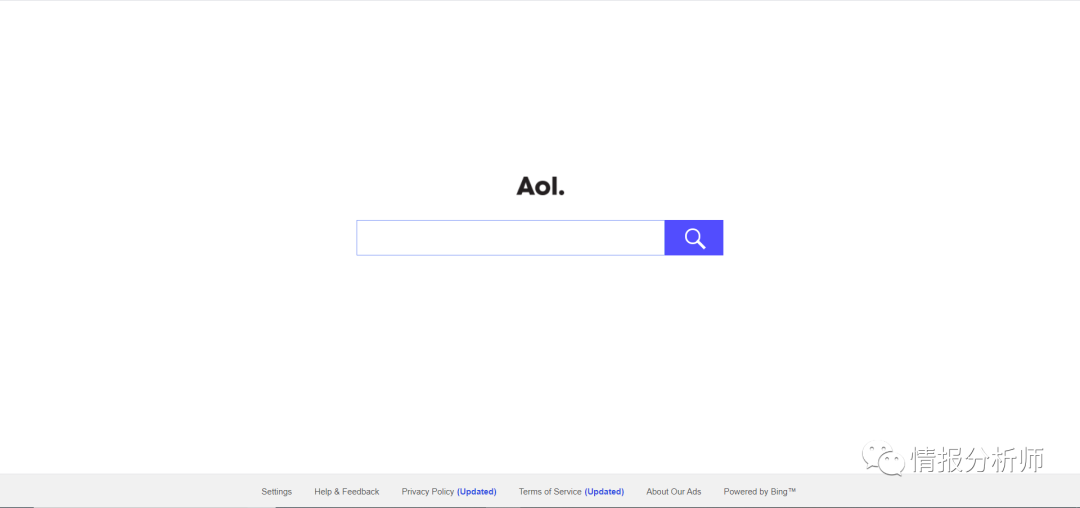 Aol.
情报分析师
Settings Help & Feedback Privacy Policy (Updated) Terms of Service (Updated) About Our Ads Powered by Bing™